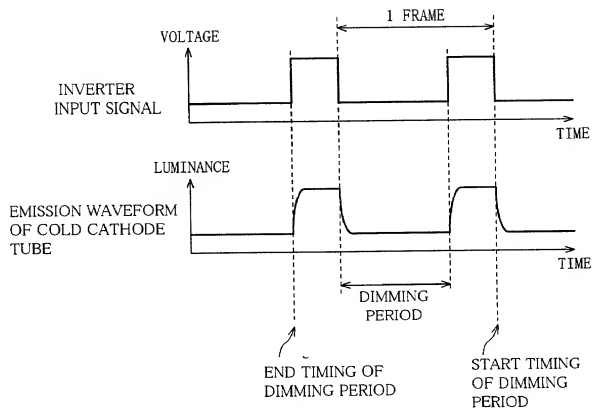 1 FRAME
VOLTAGE
INVERTER
INPUT SIGNAL
TIME
LUMINANCE
EMISSION WAVEFORM
OF COLD CATHODE
TUBE
TIME
DIMMING
PERIOD
END TIMING OF
DIMMING PERIOD
START TIMING
OF DIMMING
PERIOD